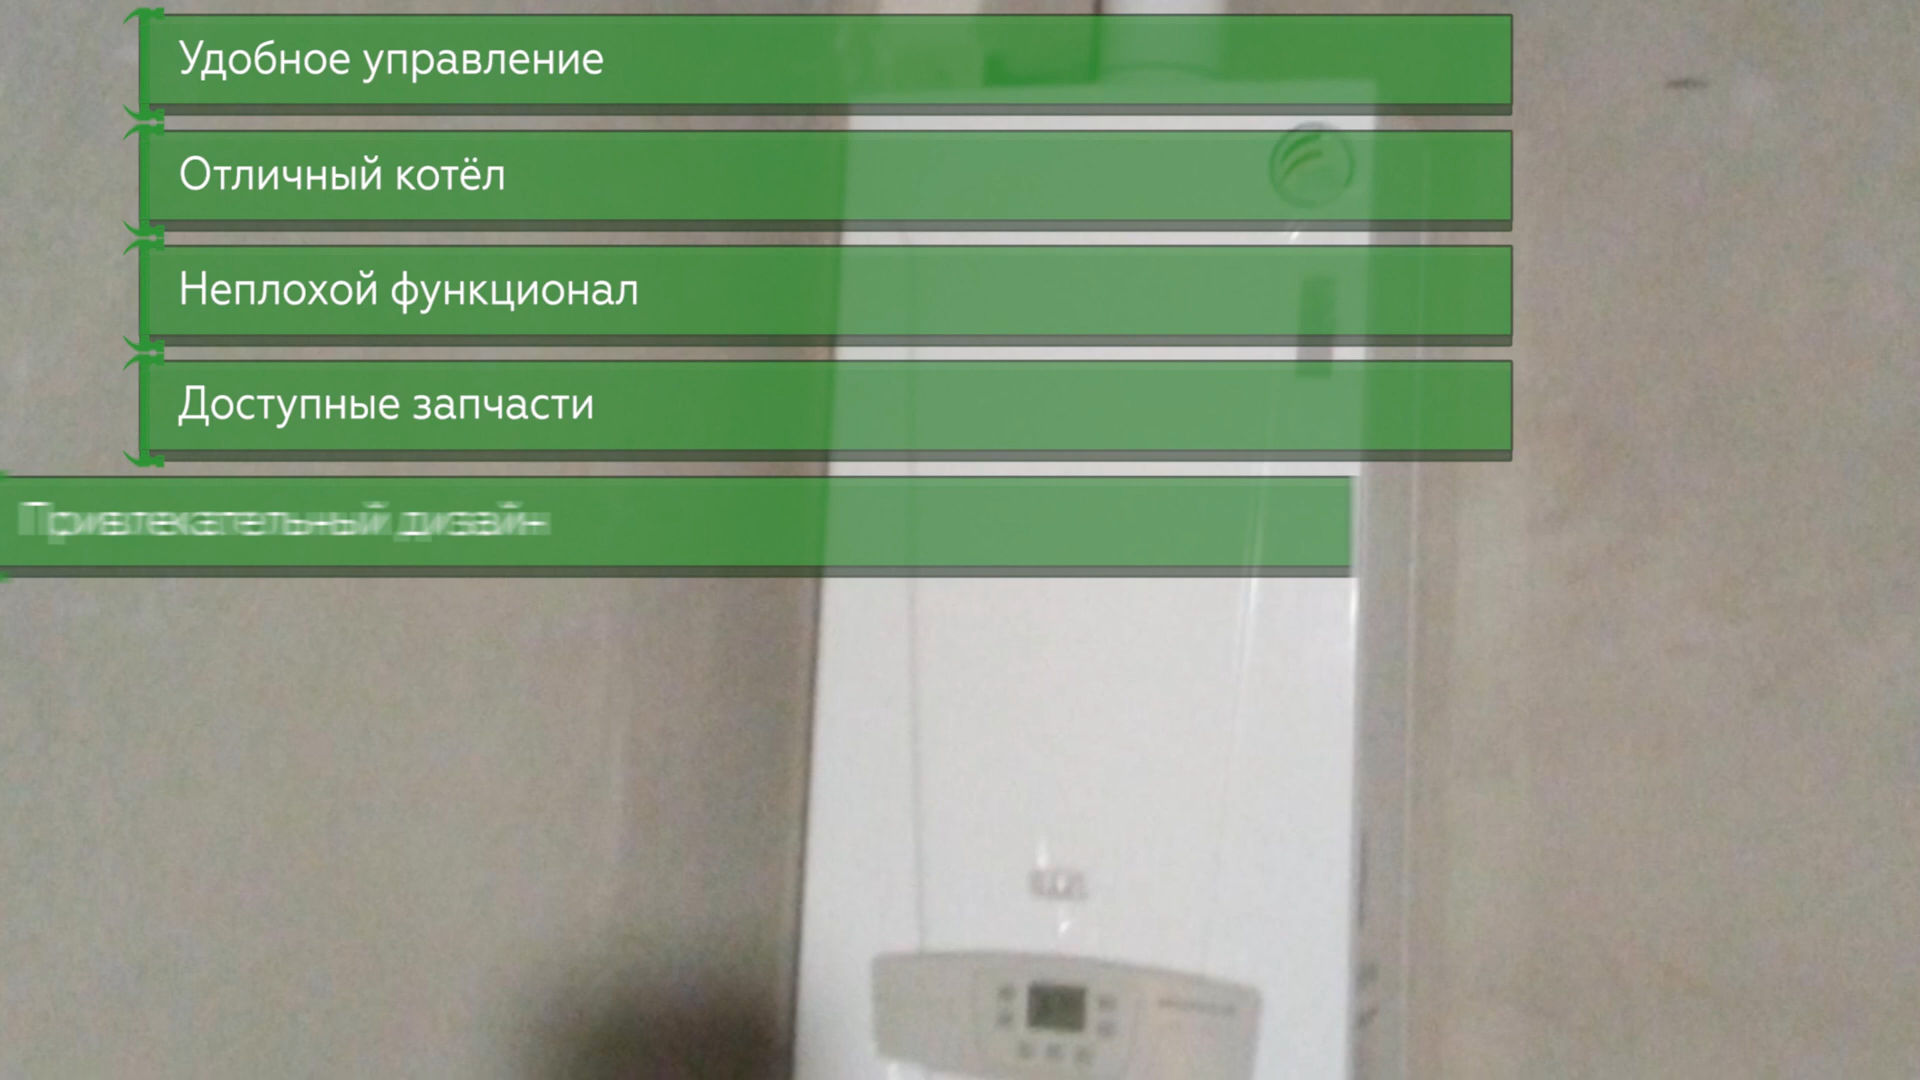 Удобное управление
Отличный котёл
Неплохой функционал
Доступные запчасти
Привлекательный дизайн